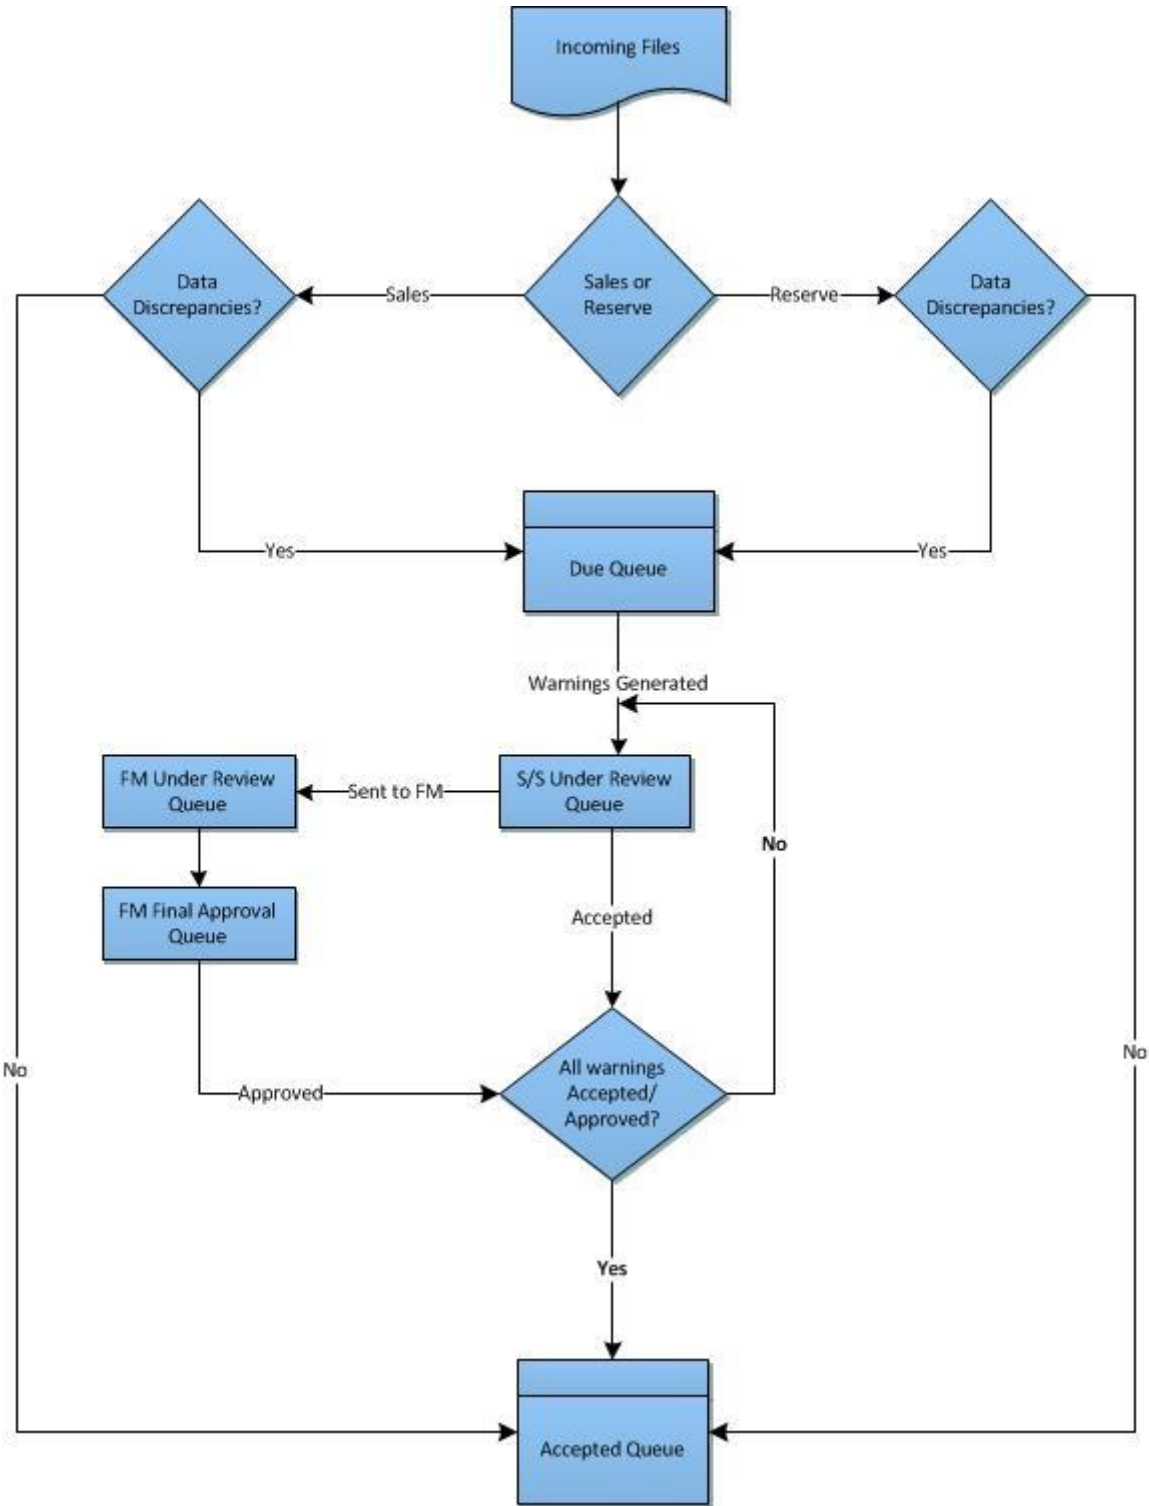 Incoming Files
Data
Discrepancies?
Sales
Sales or
Reserve
Reserve
Data
Discrepancies?
Yes
Due Queue
Yes
Warnings Generated
FM Under Review
Queue
Sent to FM
S/S Under Review
Queue
No
FM Final Approval
Queue
Accepted
No
Approved
All warnings
Accepted/
Approved?
No
Yes
Accepted Queue